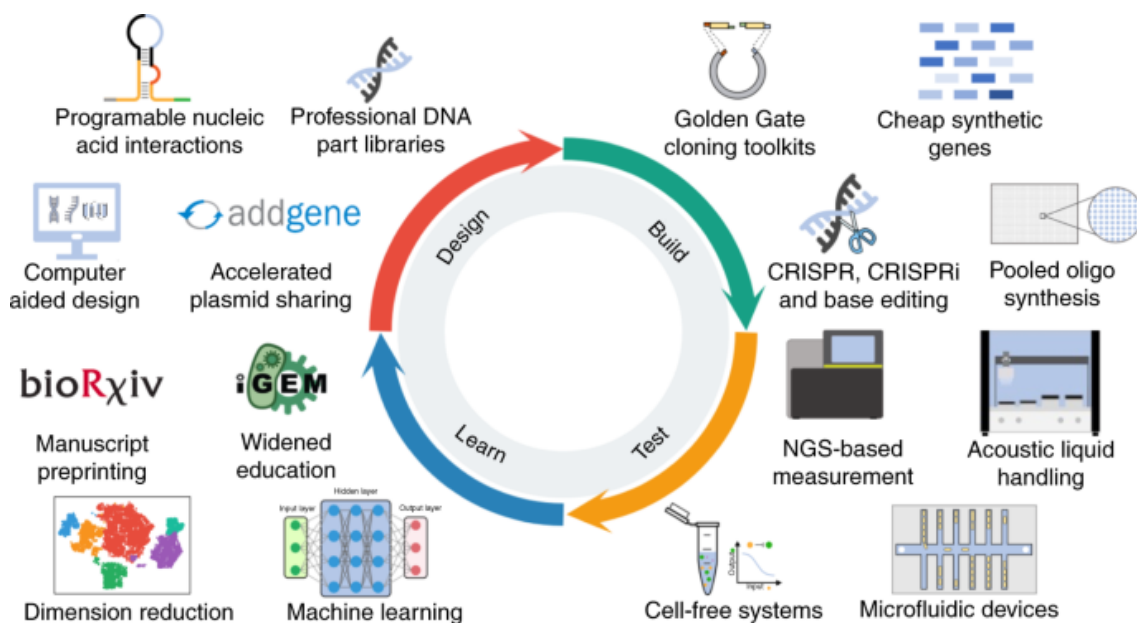 Programable nucleic
acid interactions
Professional DNA
part libraries
Golden Gate
cloning toolkits
Cheap synthetic
genes
Computer
aided design
addgene
Accelerated
plasmid sharing
Design
Build
CRISPR, CRISPRi
and base editing
Pooled oligo
synthesis
bioRχiv
Manuscript
preprinting
iGEM
Widened
education
Learn
Test
NGS-based
measurement
Acoustic liquid
handling
Dimension reduction
Input layer
Hidden layer
Output layer
Machine learning
Output
Input
Cell-free systems
Microfluidic devices